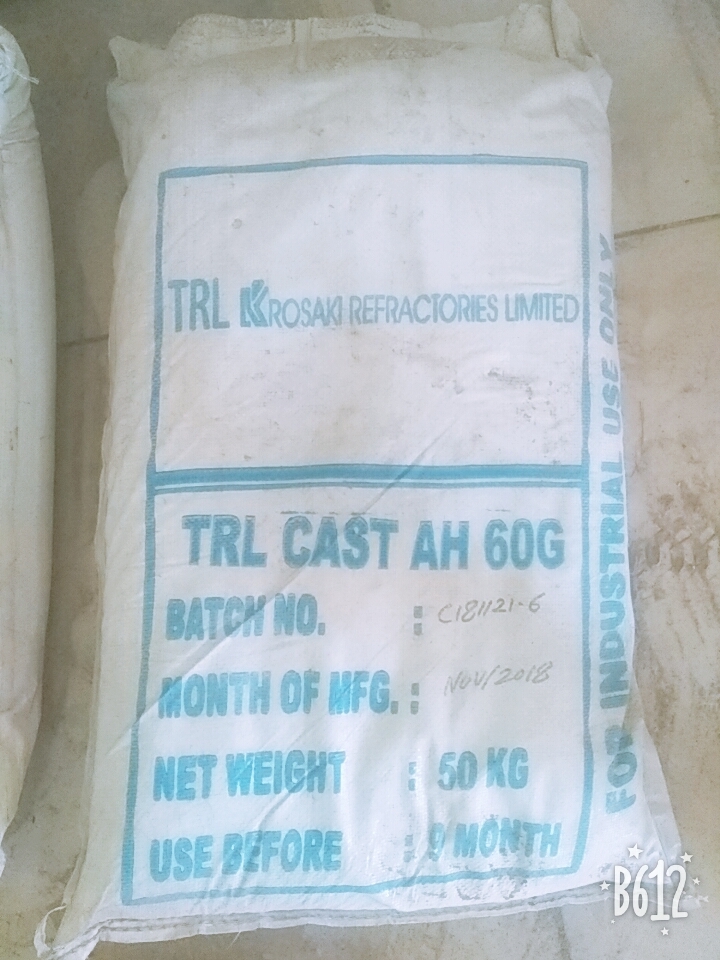 TRL KROSAKI REFRACTORIES LIMITED
TRL CAST AH 60G
BATCH NO. : C181121-6
MONTH OF MFG. : NOV/2018
NET WEIGHT : 50 KG
USE BEFORE : 9 MONTH
FOR INDUSTRIAL USE ONLY
B612